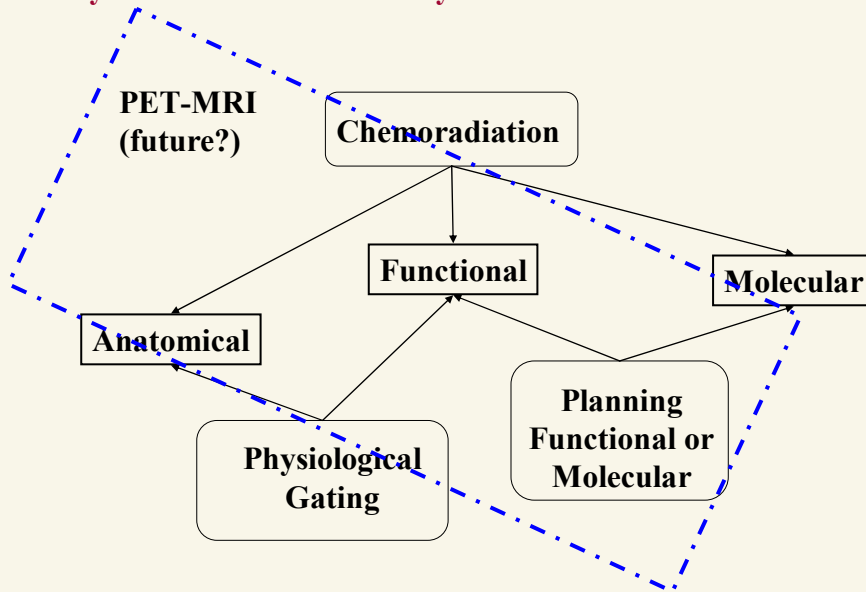 PET-MRI
(future?)
Chemoradiation
Functional
Molecular
Anatomical
Planning
Functional or
Molecular
Physiological
Gating